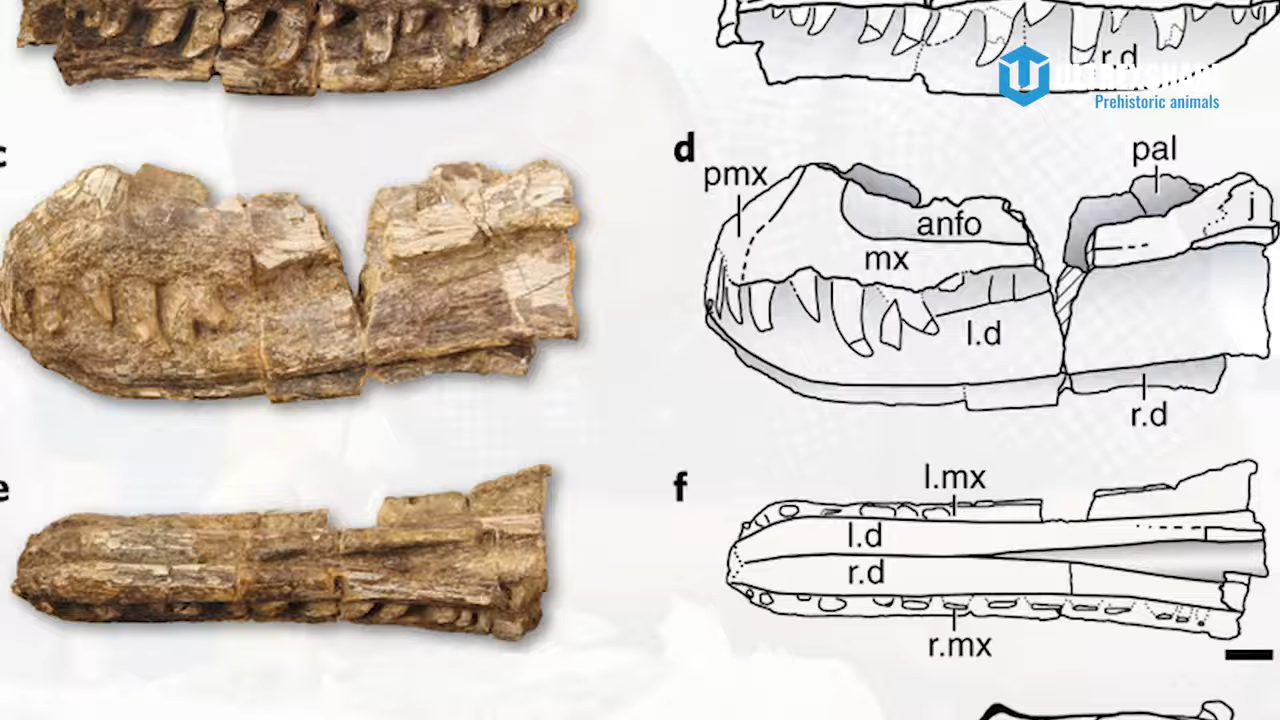 r.d
Prehistoric animals
c
d
pmx
pal
anfo
j
mx
l.d
r.d
e
f
l.mx
l.d
r.d
r.mx